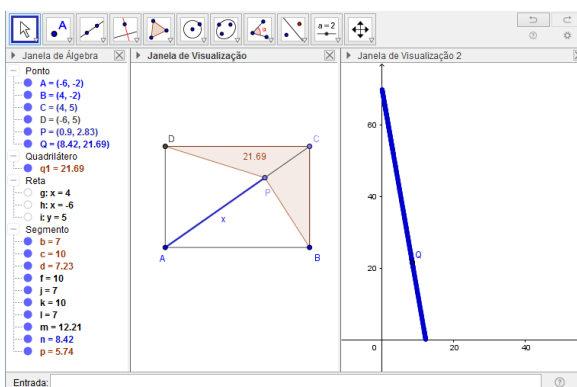 A
a=2
Janela de Álgebra
Janela de Visualização
Janela de Visualização 2
Ponto
A = (-6, -2)
B = (4, -2)
C = (4, 5)
D = (-6, 5)
P = (0.9, 2.83)
Q = (8.42, 21.69)
Quadrilátero
q1 = 21.69
Reta
g: x = 4
h: x = -6
i: y = 5
Segmento
b = 7
c = 10
d = 7.23
f = 10
j = 7
k = 10
l = 7
m = 12.21
n = 8.42
p = 5.74
D
C
21.69
P
x
A
B
60
40
20
Q
0
20
40
Entrada: